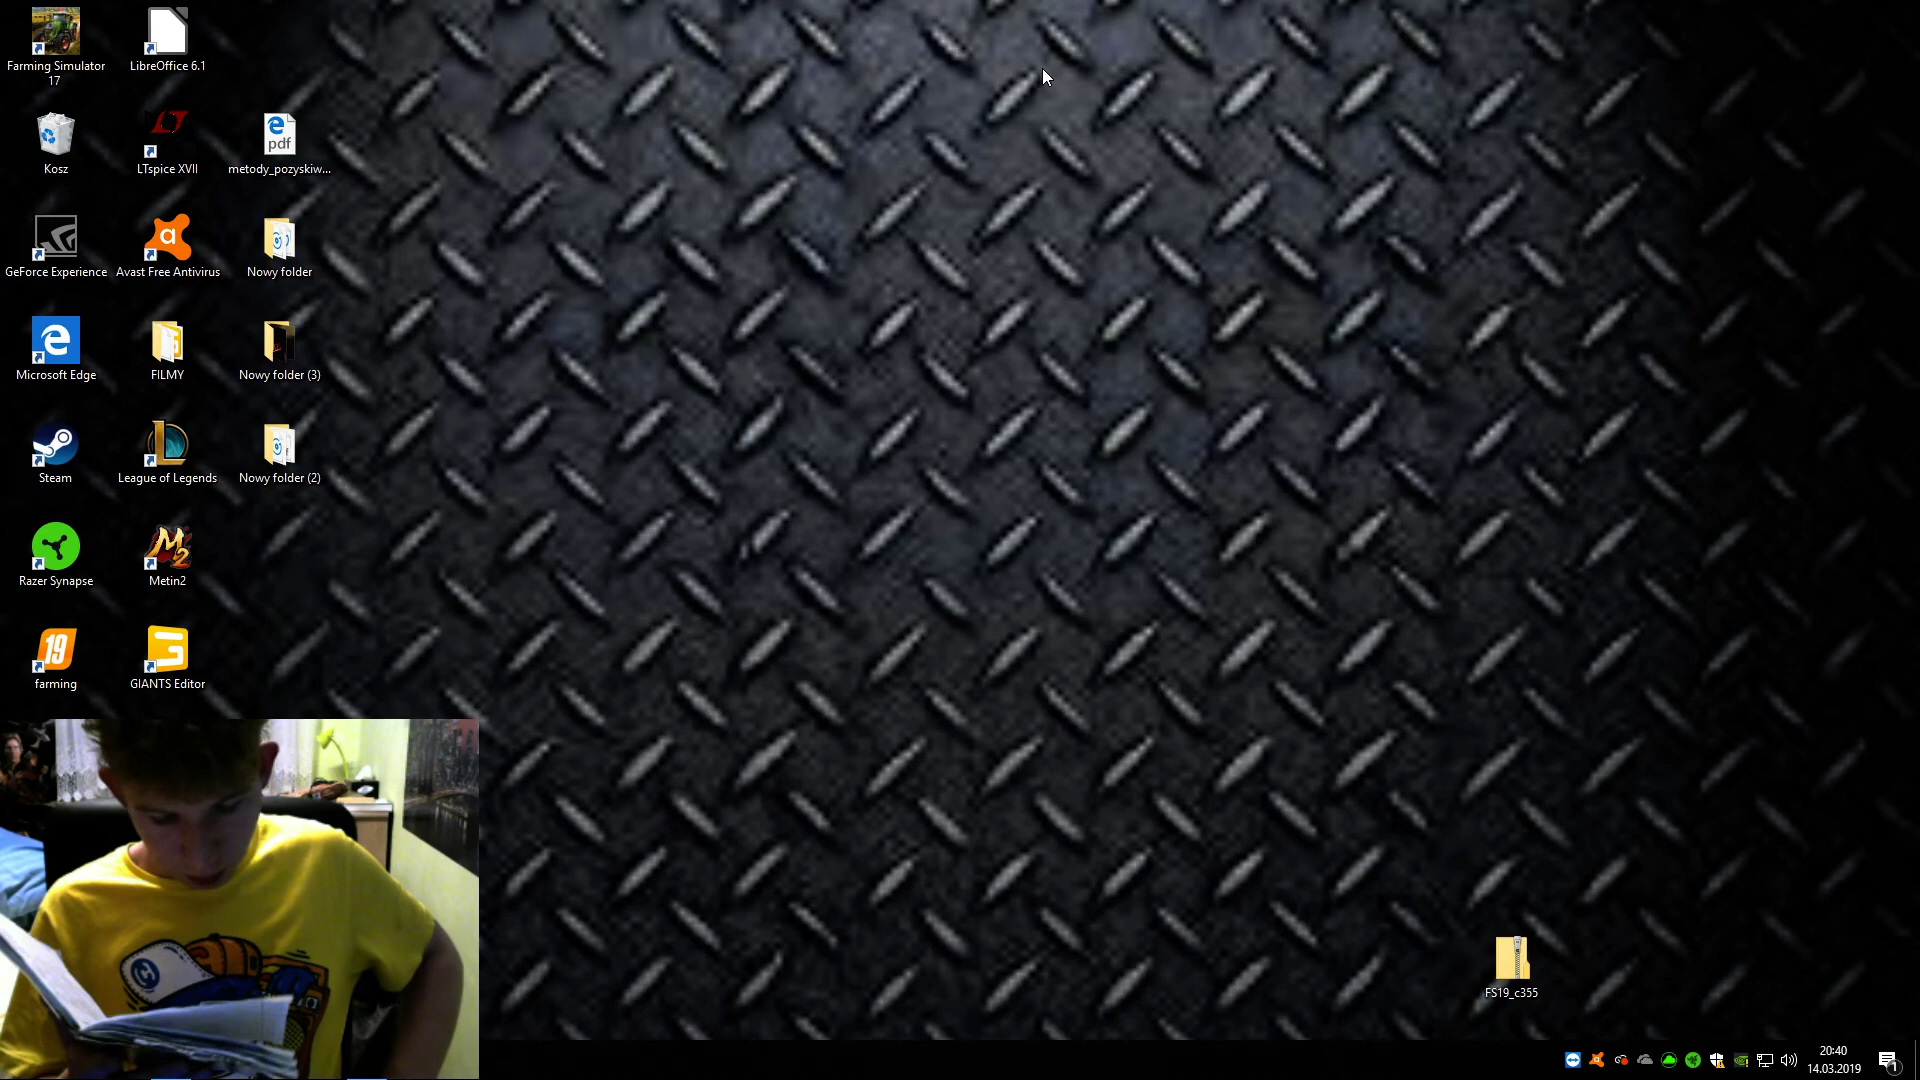 Farming Simulator
17
LibreOffice 6.1
Kosz
LTspice XVII
pdf
metody_pozyskiw...
GeForce Experience
Avast Free Antivirus
Nowy folder
Microsoft Edge
FILMY
Nowy folder (3)
Steam
League of Legends
Nowy folder (2)
Razer Synapse
M2
Metin2
19
farming
GIANTS Editor
FS19_c355
20:40
14.03.2019
1